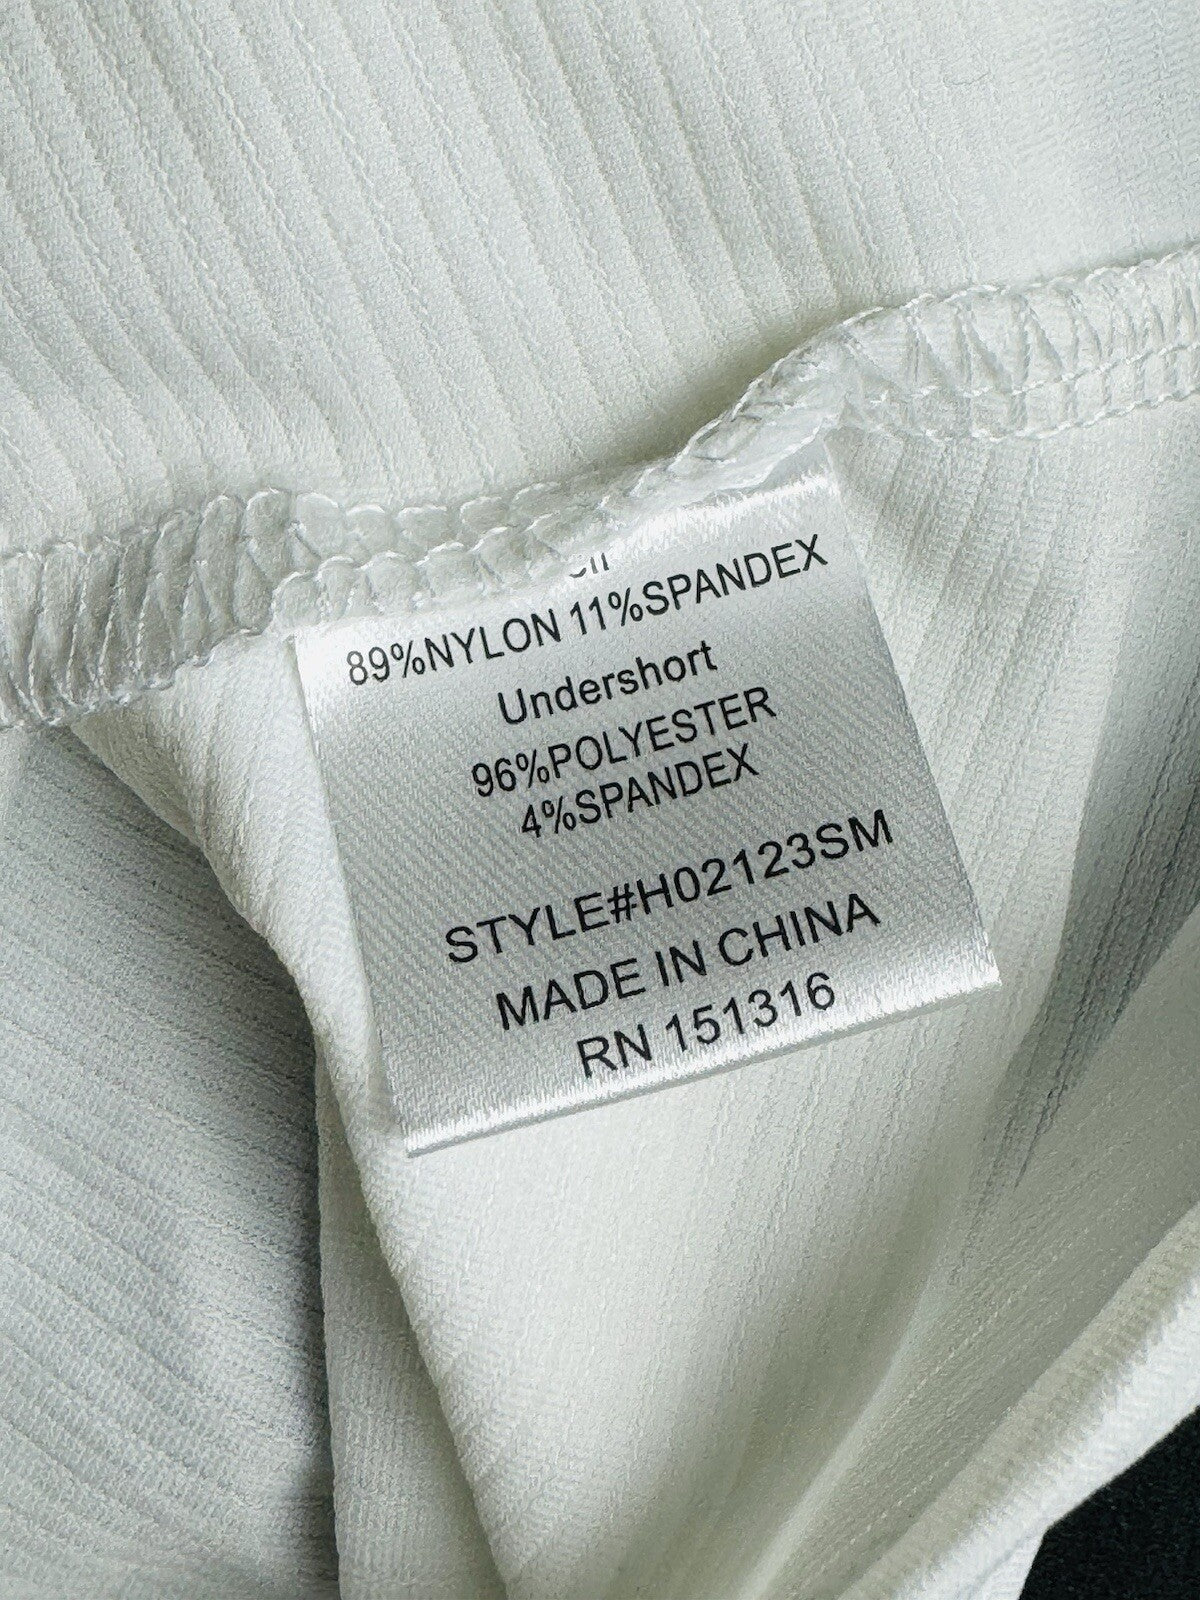 89%NYLON 11%SPANDEX
Undershort
96%POLYESTER
4%SPANDEX
STYLE#H02123SM
MADE IN CHINA
RN 151316